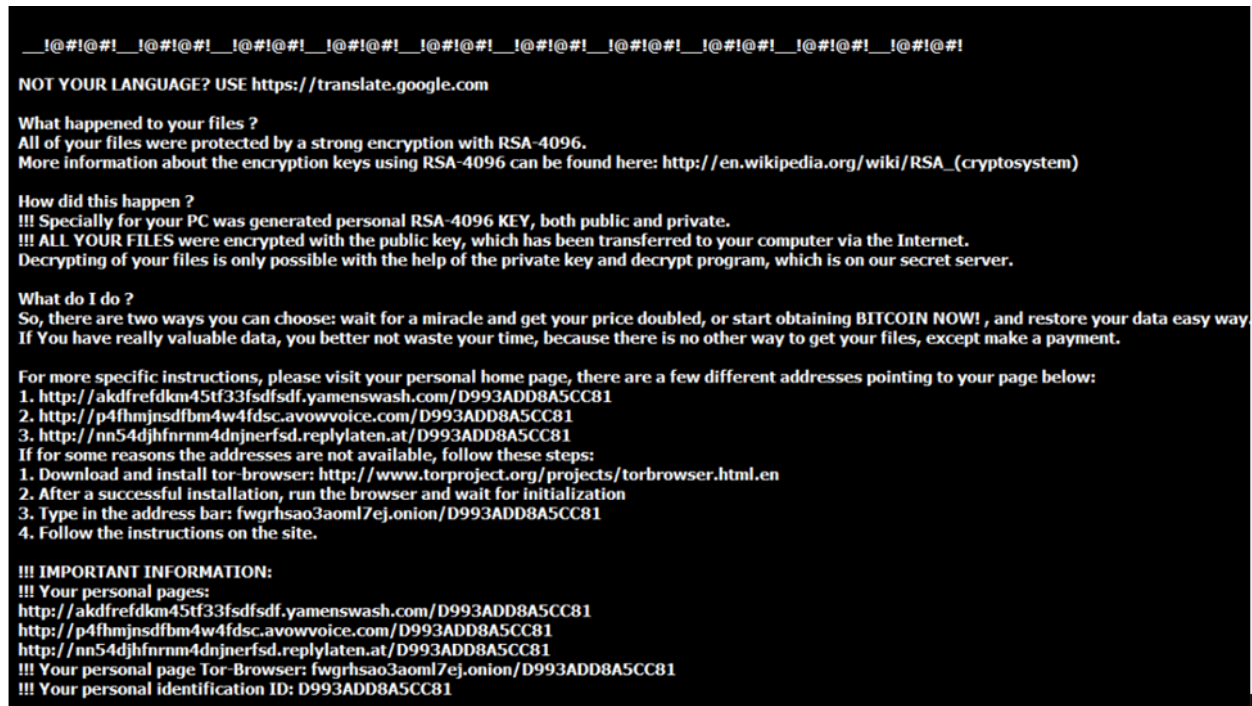 __!@#!@#!__!@#!@#!__!@#!@#!__!@#!@#!__!@#!@#!__!@#!@#!__!@#!@#!__!@#!@#!__!@#!@#!__!@#!@#!
NOT YOUR LANGUAGE? USE https://translate.google.com
What happened to your files ?
All of your files were protected by a strong encryption with RSA-4096.
More information about the encryption keys using RSA-4096 can be found here: http://en.wikipedia.org/wiki/RSA_(cryptosystem)
How did this happen ?
!!! Specially for your PC was generated personal RSA-4096 KEY, both public and private.
!!! ALL YOUR FILES were encrypted with the public key, which has been transferred to your computer via the Internet.
Decrypting of your files is only possible with the help of the private key and decrypt program, which is on our secret server.
What do I do ?
So, there are two ways you can choose: wait for a miracle and get your price doubled, or start obtaining BITCOIN NOW! , and restore your data easy way.
If You have really valuable data, you better not waste your time, because there is no other way to get your files, except make a payment.
For more specific instructions, please visit your personal home page, there are a few different addresses pointing to your page below:
1. http://akdfrefdkm45tf33fsdfsdf.yamenswash.com/D993ADD8A5CC81
2. http://p4fhmjnsdfbm4w4fdsc.avowvoice.com/D993ADD8A5CC81
3. http://nn54djhfnrnm4dnjnerfsd.replylaten.at/D993ADD8A5CC81
If for some reasons the addresses are not available, follow these steps:
1. Download and install tor-browser: http://www.torproject.org/projects/torbrowser.html.en
2. After a successful installation, run the browser and wait for initialization
3. Type in the address bar: fwgrhsao3aoml7ej.onion/D993ADD8A5CC81
4. Follow the instructions on the site.
!!! IMPORTANT INFORMATION:
!!! Your personal pages:
http://akdfrefdkm45tf33fsdfsdf.yamenswash.com/D993ADD8A5CC81
http://p4fhmjnsdfbm4w4fdsc.avowvoice.com/D993ADD8A5CC81
http://nn54djhfnrnm4dnjnerfsd.replylaten.at/D993ADD8A5CC81
!!! Your personal page Tor-Browser: fwgrhsao3aoml7ej.onion/D993ADD8A5CC81
!!! Your personal identification ID: D993ADD8A5CC81